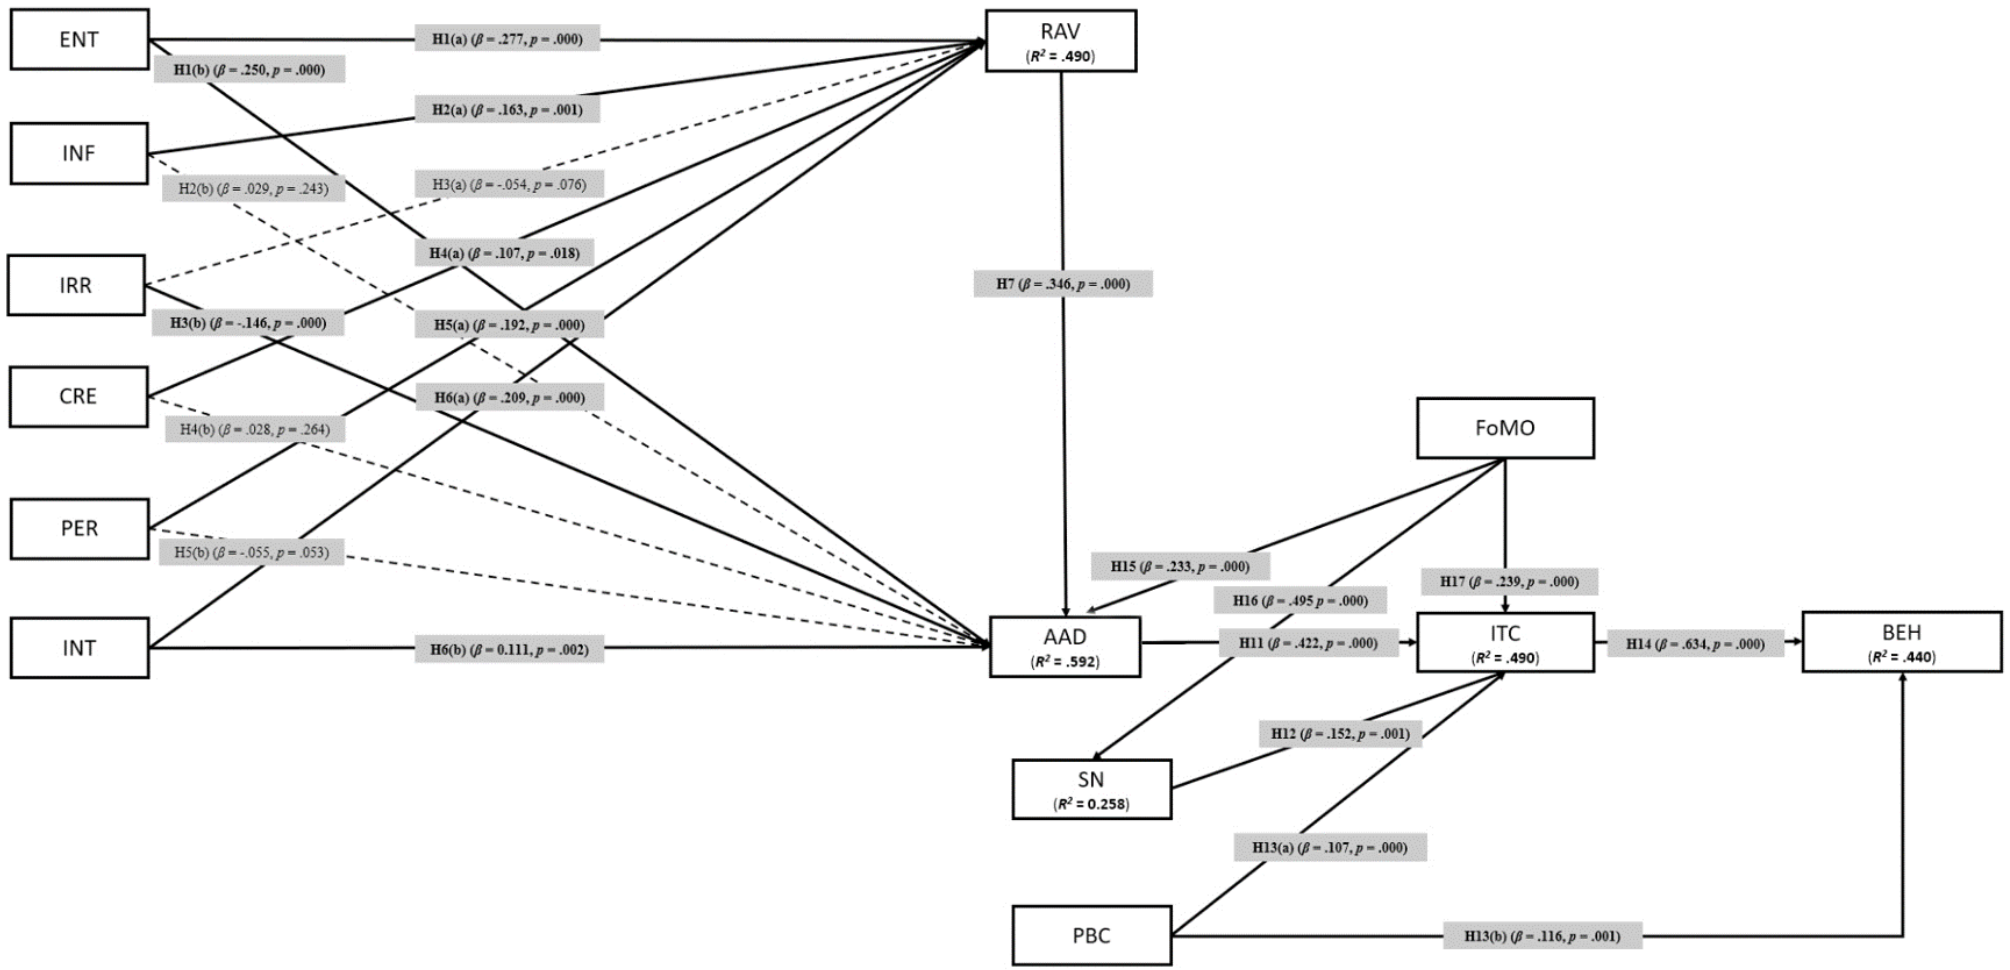 ENT
H1(a) (β = .277, p = .000)
RAV
(R² = .490)
H1(b) (β = .250, p = .000)
H2(a) (β = .163, p = .001)
INF
H2(b) (β = .029, p = .243)
H3(a) (β = -.054, p = .076)
H4(a) (β = .107, p = .018)
IRR
H7 (β = .346, p = .000)
H3(b) (β = -.146, p = .000)
H5(a) (β = .192, p = .000)
CRE
H6(a) (β = .209, p = .000)
H4(b) (β = .028, p = .264)
FoMO
PER
H5(b) (β = -.055, p = .053)
H15 (β = .233, p = .000)
H17 (β = .239, p = .000)
H16 (β = .495 p = .000)
INT
H6(b) (β = 0.111, p = .002)
AAD
(R² = .592)
H11 (β = .422, p = .000)
ITC
(R² = .490)
H14 (β = .634, p = .000)
BEH
(R² = .440)
H12 (β = .152, p = .001)
SN
(R² = 0.258)
H13(a) (β = .107, p = .000)
PBC
H13(b) (β = .116, p = .001)